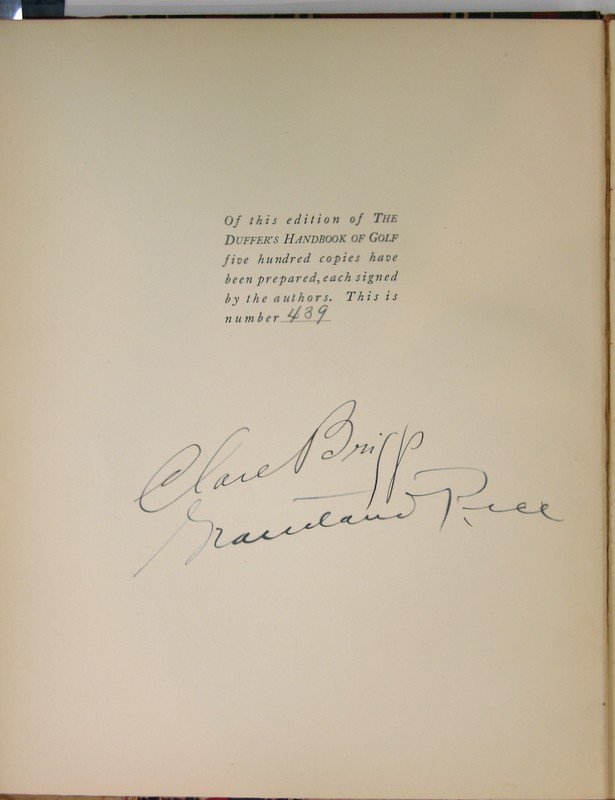 Of this edition of THE
DUFFER'S HANDBOOK OF GOLF
five hundred copies have
been prepared, each signed
by the authors. This is
number 439
Clare Briggs
Grantland Rice